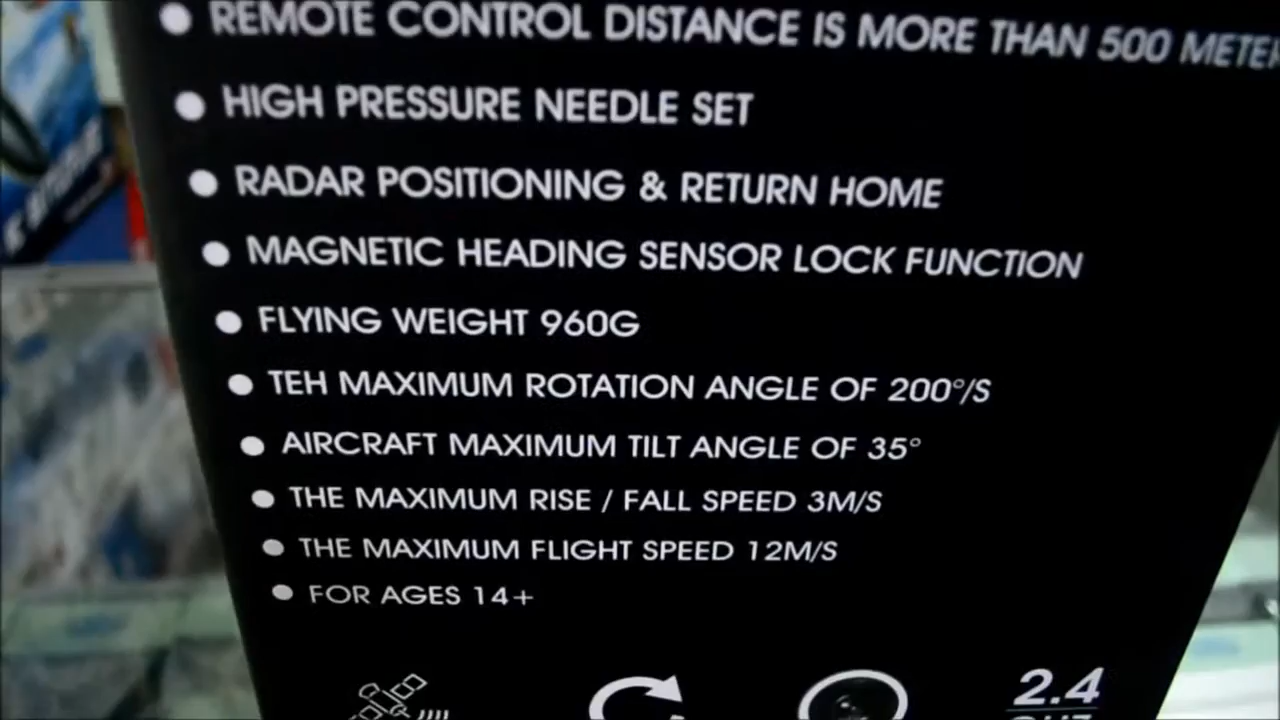 REMOTE CONTROL DISTANCE IS MORE THAN 500 METER
HIGH PRESSURE NEEDLE SET
RADAR POSITIONING & RETURN HOME
MAGNETIC HEADING SENSOR LOCK FUNCTION
FLYING WEIGHT 960G
TEH MAXIMUM ROTATION ANGLE OF 200°/S
AIRCRAFT MAXIMUM TILT ANGLE OF 35°
THE MAXIMUM RISE / FALL SPEED 3M/S
THE MAXIMUM FLIGHT SPEED 12M/S
FOR AGES 14+
2.4